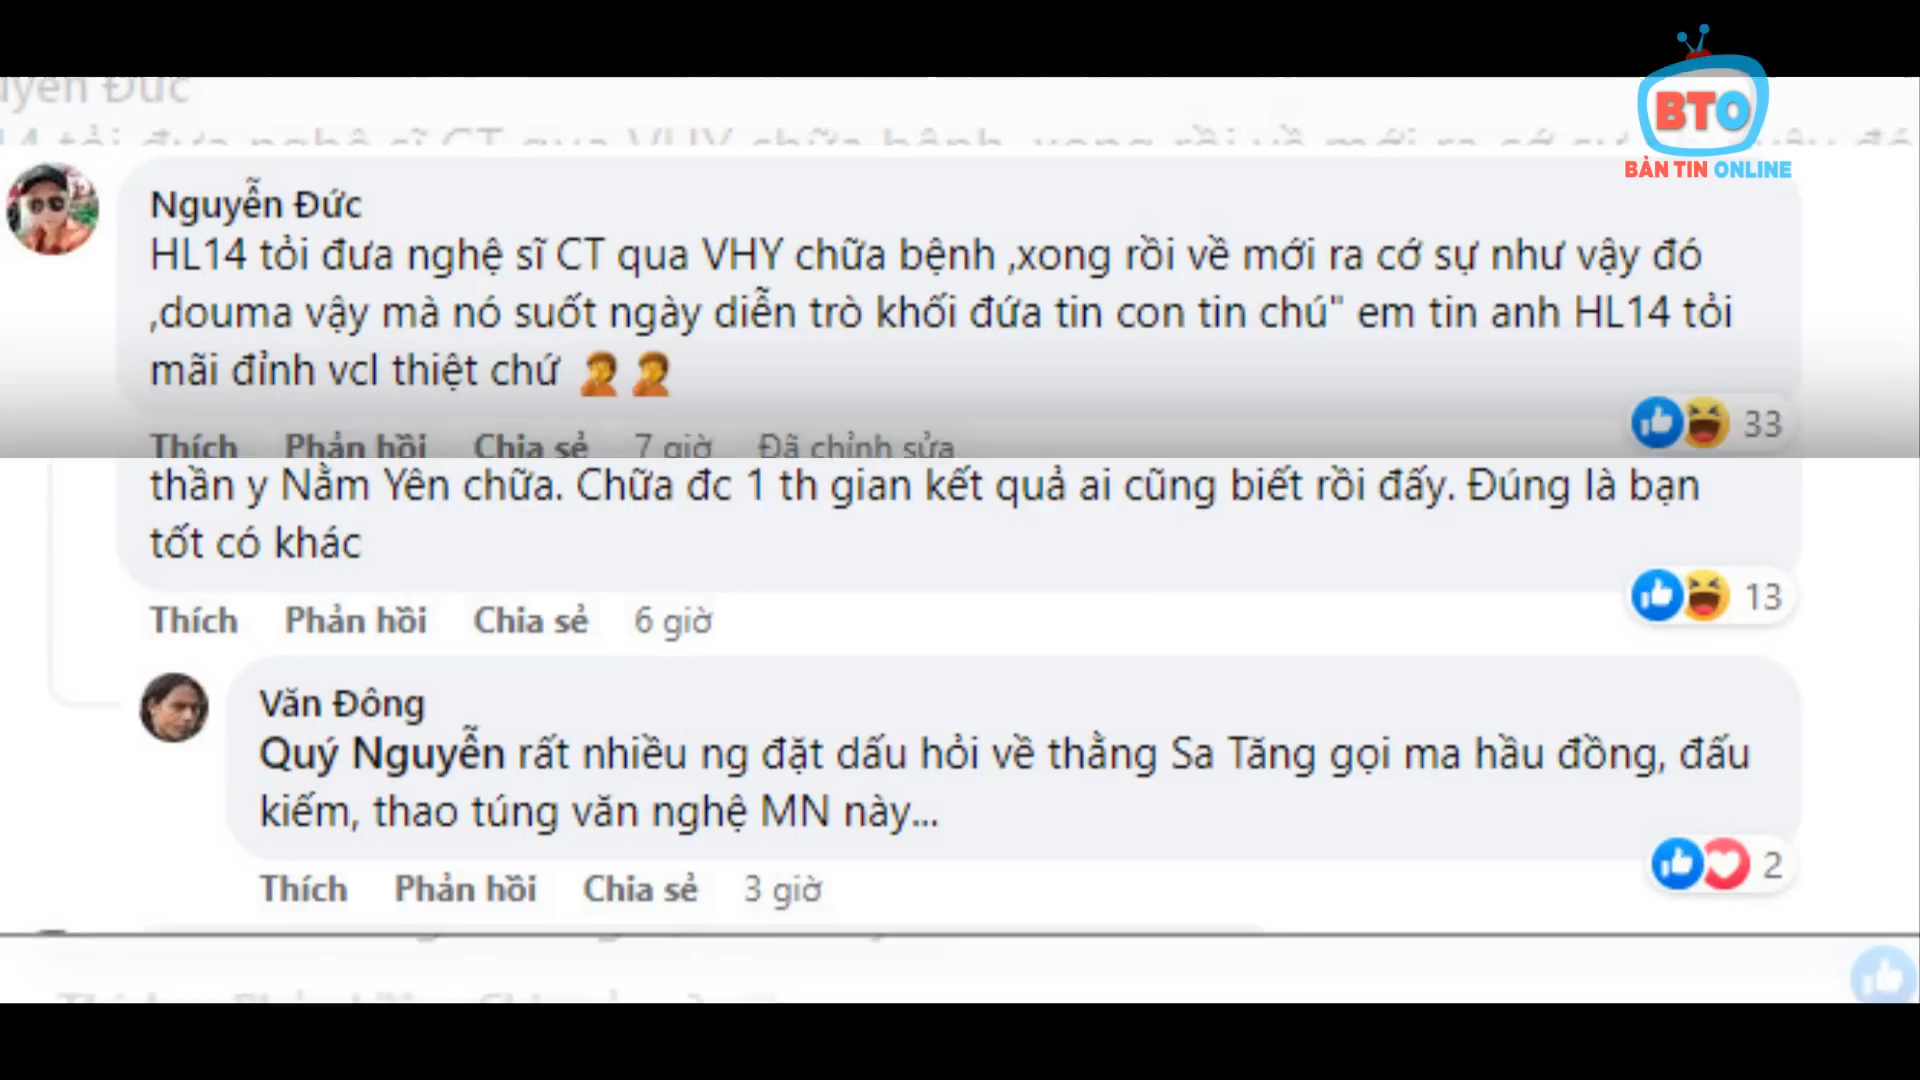 BTO
BẢN TIN ONLINE
Nguyễn Đức
HL14 tỏi đưa nghệ sĩ CT qua VHY chữa bệnh ,xong rồi về mới ra cớ sự như vậy đó
,douma vậy mà nó suốt ngày diễn trò khối đứa tin con tin chú" em tin anh HL14 tỏi
mãi đỉnh vcl thiệt chứ 🤦🤦
33
Thích Phản hồi Chia sẻ 7 giờ Đã chỉnh sửa
thần y Nằm Yên chữa. Chữa đc 1 th gian kết quả ai cũng biết rồi đấy. Đúng là bạn
tốt có khác
13
Thích Phản hồi Chia sẻ 6 giờ
Văn Đông
Quý Nguyễn rất nhiều ng đặt dấu hỏi về thằng Sa Tăng gọi ma hầu đồng, đấu
kiếm, thao túng văn nghệ MN này...
2
Thích Phản hồi Chia sẻ 3 giờ